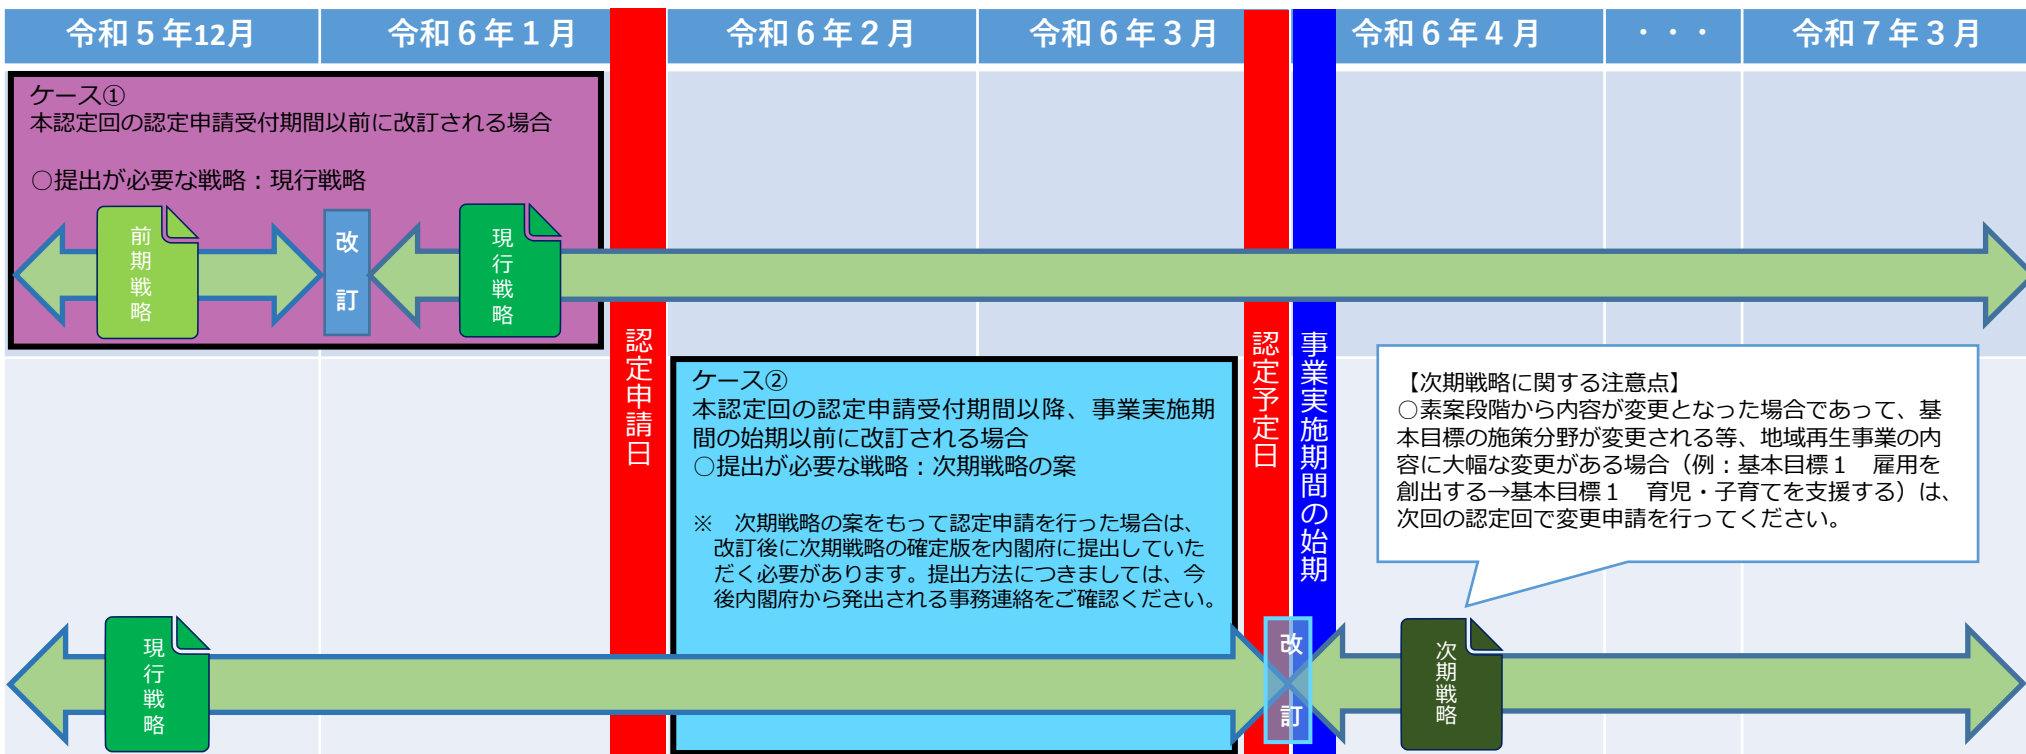 令和５年12月
令和６年１月
令和６年２月
令和６年３月
令和６年４月
・・・
令和７年３月
ケース①
本認定回の認定申請受付期間以前に改訂される場合
○提出が必要な戦略：現行戦略
前期戦略
改訂
現行戦略
認定申請日
認定予定日
事業実施期間の始期
ケース②
本認定回の認定申請受付期間以降、事業実施期
間の始期以前に改訂される場合
○提出が必要な戦略：次期戦略の案
※　次期戦略の案をもって認定申請を行った場合は、
改訂後に次期戦略の確定版を内閣府に提出していた
だく必要があります。提出方法につきましては、今
後内閣府から発出される事務連絡をご確認ください。
【次期戦略に関する注意点】
○素案段階から内容が変更となった場合であって、基
本目標の施策分野が変更される等、地域再生事業の内
容に大幅な変更がある場合（例：基本目標１　雇用を
創出する→基本目標１　育児・子育てを支援する）は、
次回の認定回で変更申請を行ってください。
現行戦略
改訂
次期戦略